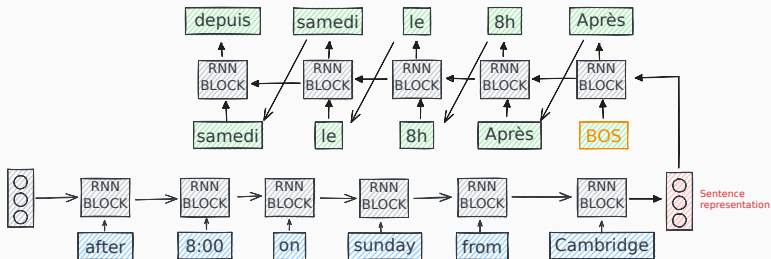 depuis samedi le 8h Après
RNN BLOCK RNN BLOCK RNN BLOCK RNN BLOCK RNN BLOCK
samedi le 8h Après BOS
RNN BLOCK RNN BLOCK RNN BLOCK RNN BLOCK RNN BLOCK RNN BLOCK
Sentence
representation
after 8:00 on sunday from Cambridge